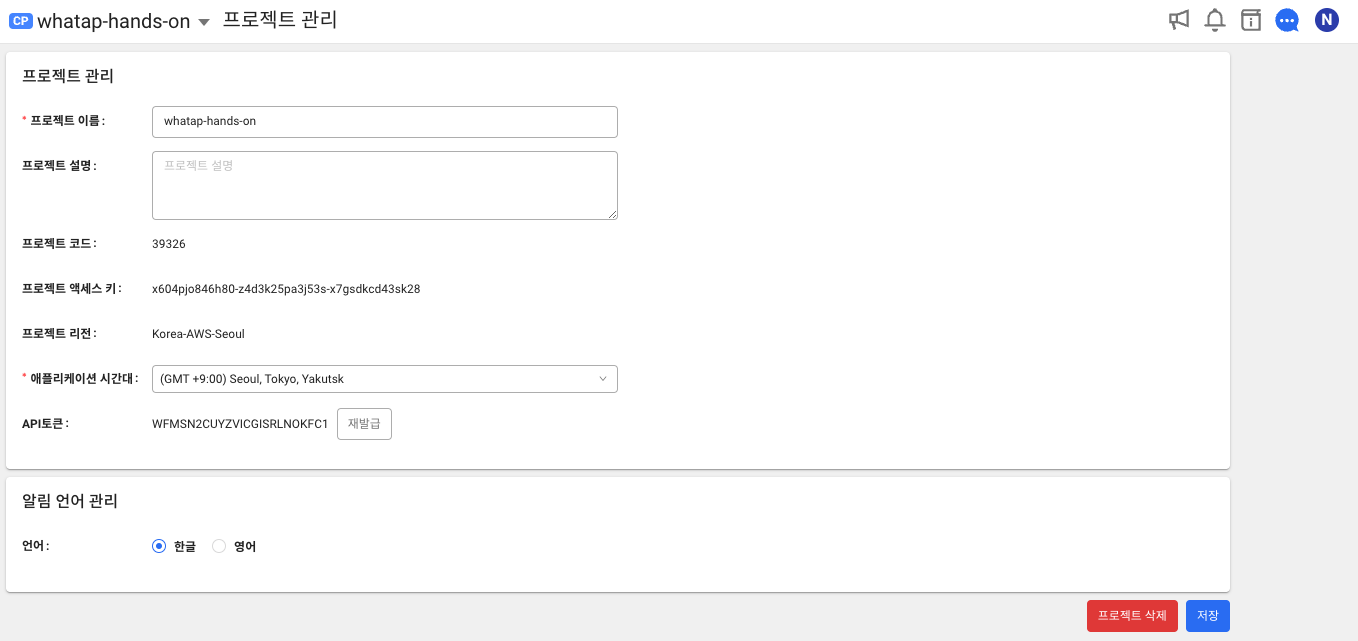 CP whatap-hands-on 프로젝트 관리
N
프로젝트 관리
* 프로젝트 이름 : whatap-hands-on
프로젝트 설명 : 프로젝트 설명
프로젝트 코드 : 39326
프로젝트 액세스 키 : x604pjo846h80-z4d3k25pa3j53s-x7gsdkcd43sk28
프로젝트 리전 : Korea-AWS-Seoul
* 애플리케이션 시간대 : (GMT +9:00) Seoul, Tokyo, Yakutsk
API토큰 : WFMSN2CUYZVICGISRLNOKFC1 재발급
알림 언어 관리
언어 : 한글 영어
프로젝트 삭제 저장